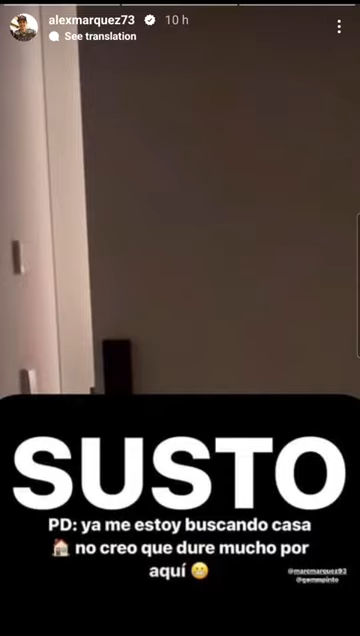 alexmarquez73 10 h
See translation
SUSTO
PD: ya me estoy buscando casa
🏠 no creo que dure mucho por
aquí 😬
@marcmarquez93
@gemmpinto